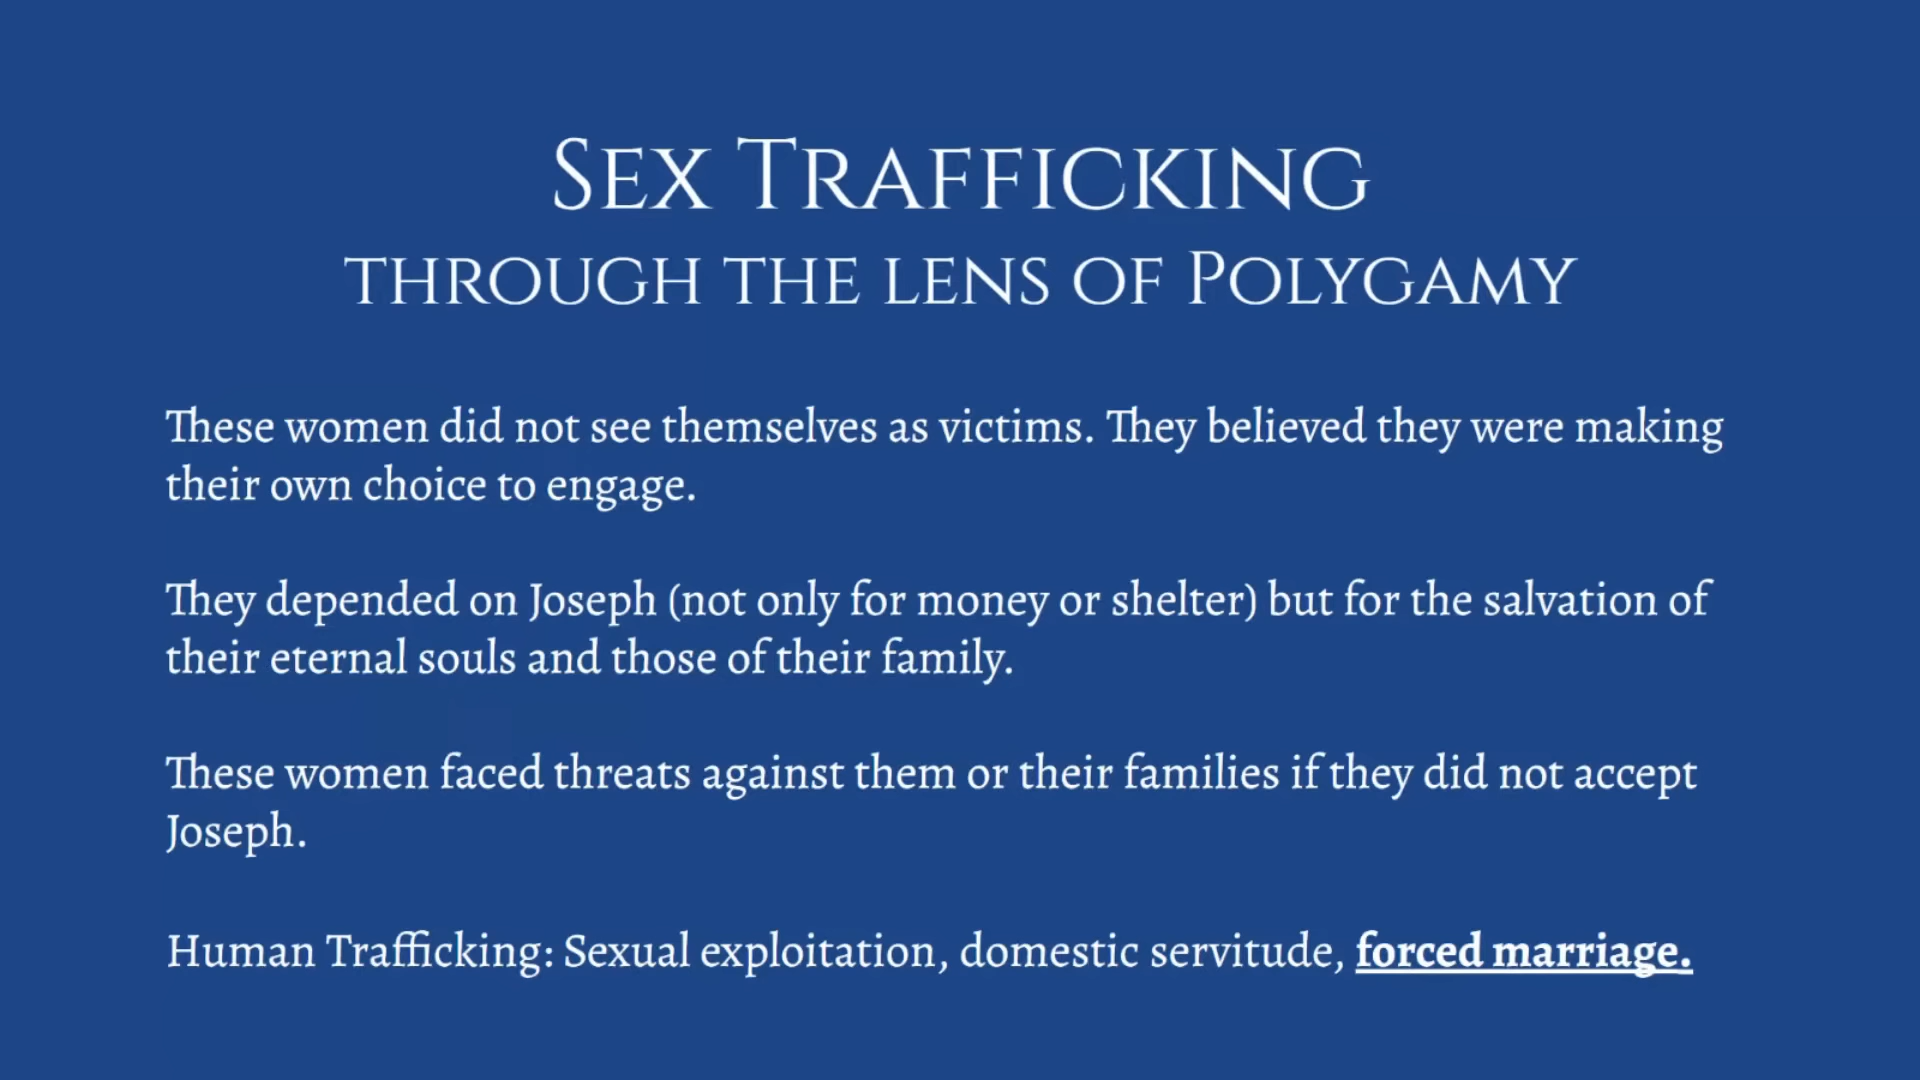 Sex Trafficking
through the lens of Polygamy
These women did not see themselves as victims. They believed they were making
their own choice to engage.
They depended on Joseph (not only for money or shelter) but for the salvation of
their eternal souls and those of their family.
These women faced threats against them or their families if they did not accept
Joseph.
Human Trafficking: Sexual exploitation, domestic servitude, forced marriage.